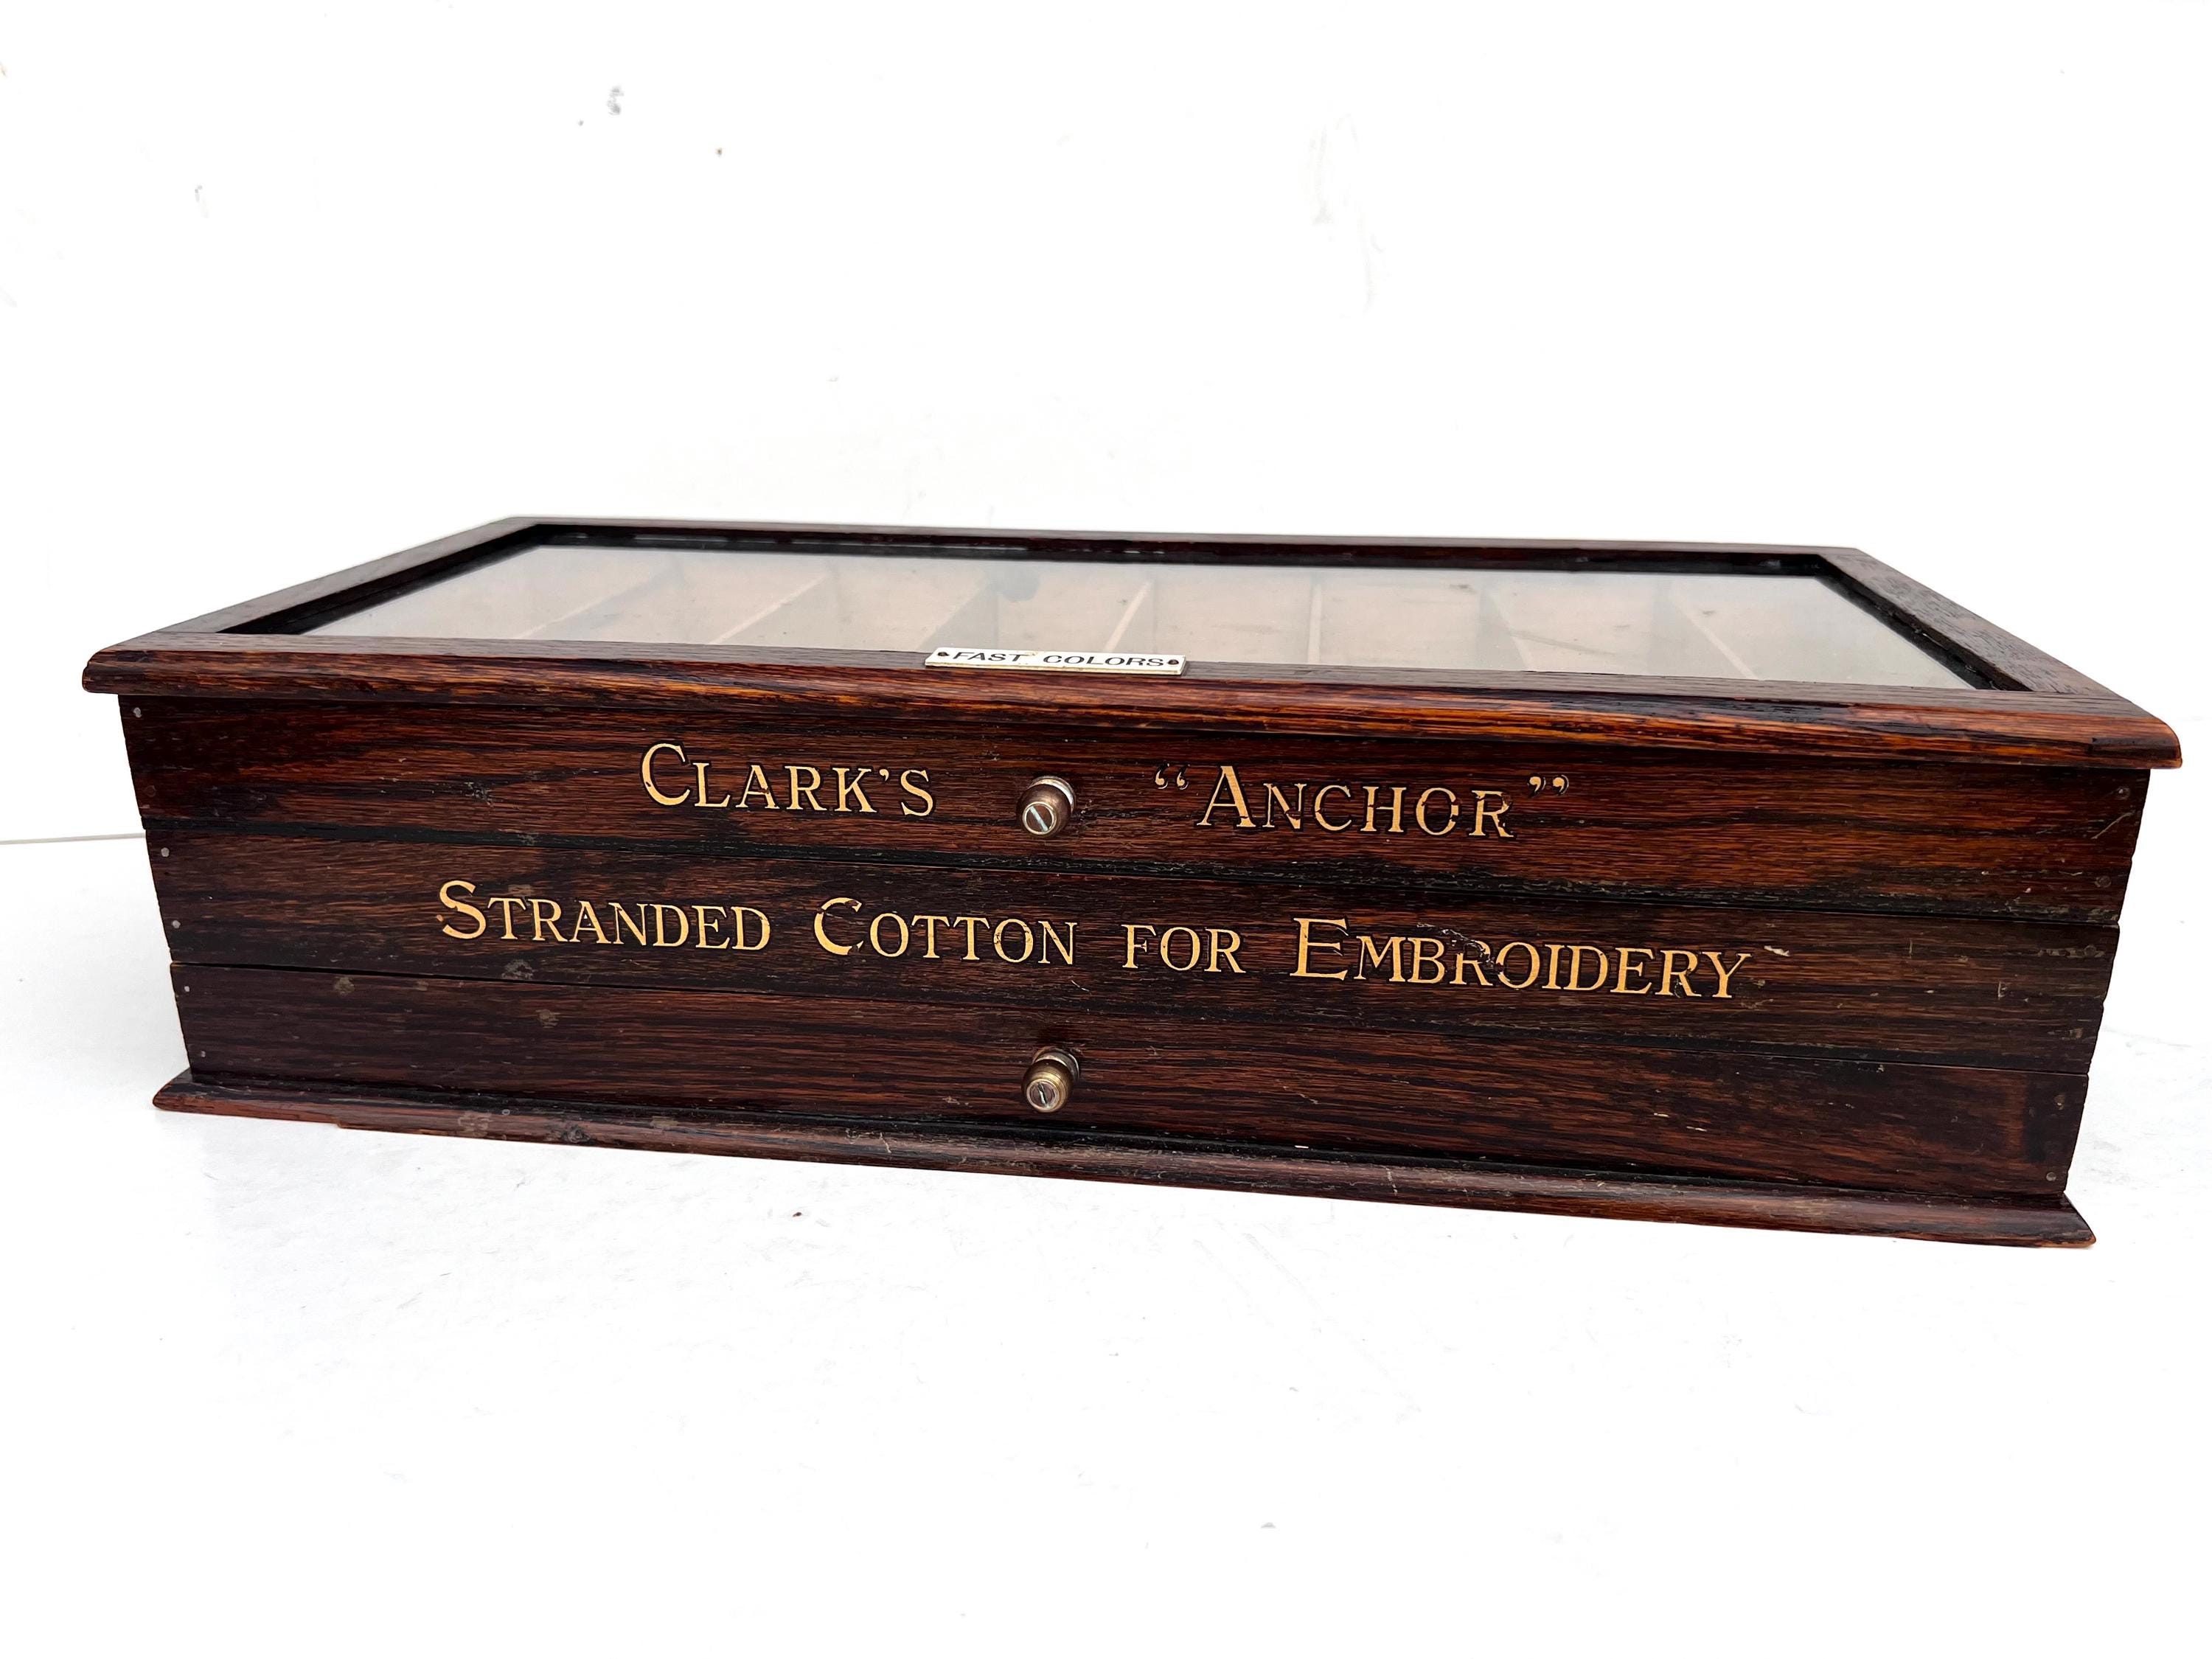 FAST COLORS
CLARK'S “ANCHOR”
STRANDED COTTON FOR EMBROIDERY